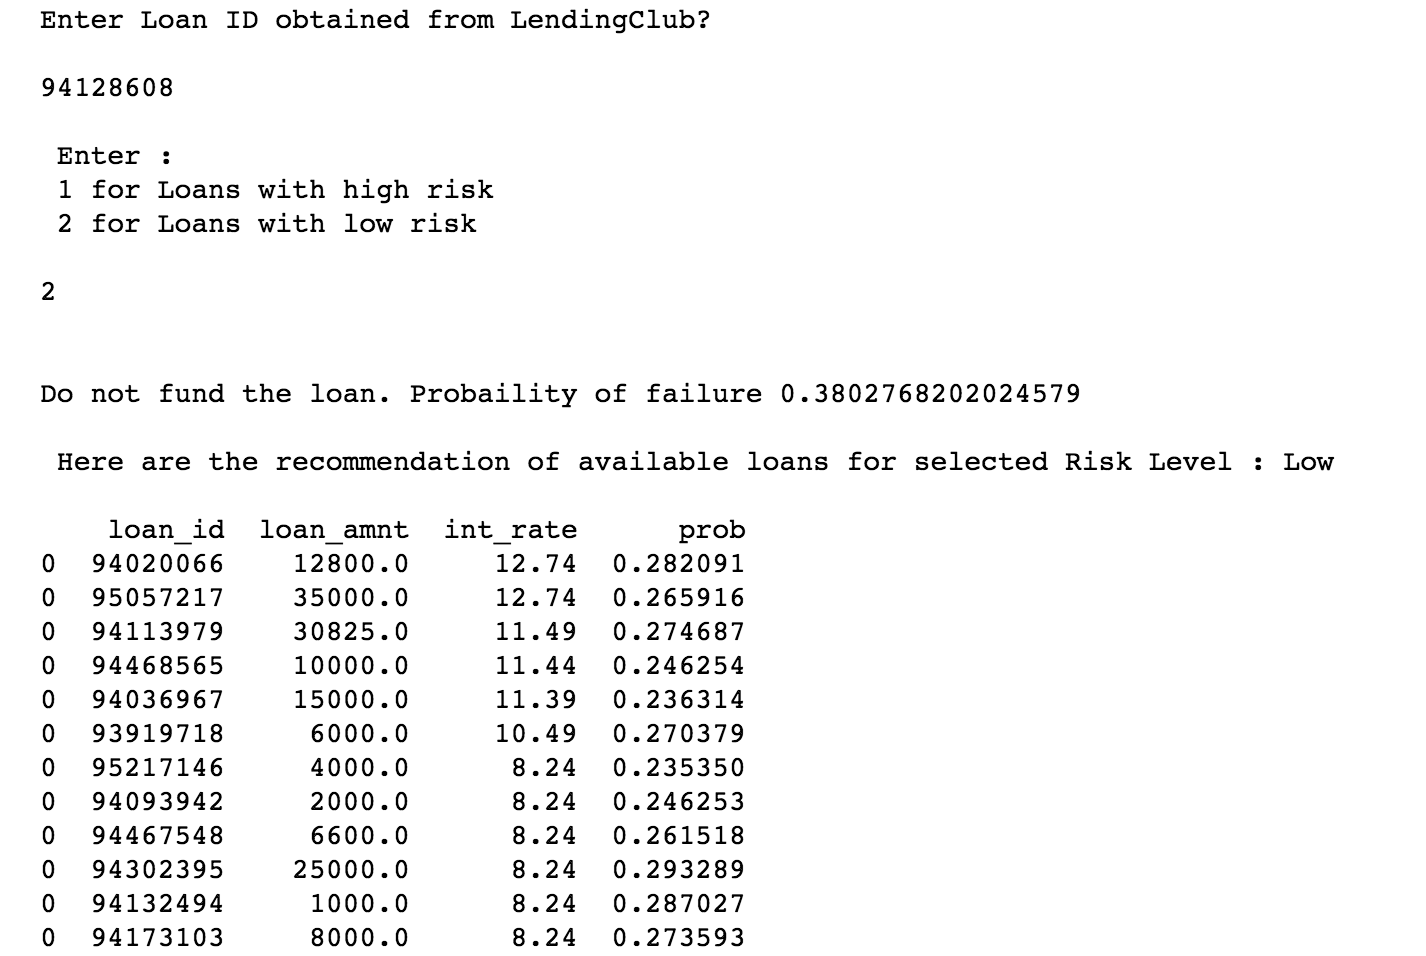 Enter Loan ID obtained from LendingClub?
94128608
Enter :
1 for Loans with high risk
2 for Loans with low risk
2
Do not fund the loan. Probaility of failure 0.3802768202024579
Here are the recommendation of available loans for selected Risk Level : Low
loan_id loan_amnt int_rate prob
0 94020066 12800.0 12.74 0.282091
0 95057217 35000.0 12.74 0.265916
0 94113979 30825.0 11.49 0.274687
0 94468565 10000.0 11.44 0.246254
0 94036967 15000.0 11.39 0.236314
0 93919718 6000.0 10.49 0.270379
0 95217146 4000.0 8.24 0.235350
0 94093942 2000.0 8.24 0.246253
0 94467548 6600.0 8.24 0.261518
0 94302395 25000.0 8.24 0.293289
0 94132494 1000.0 8.24 0.287027
0 94173103 8000.0 8.24 0.273593